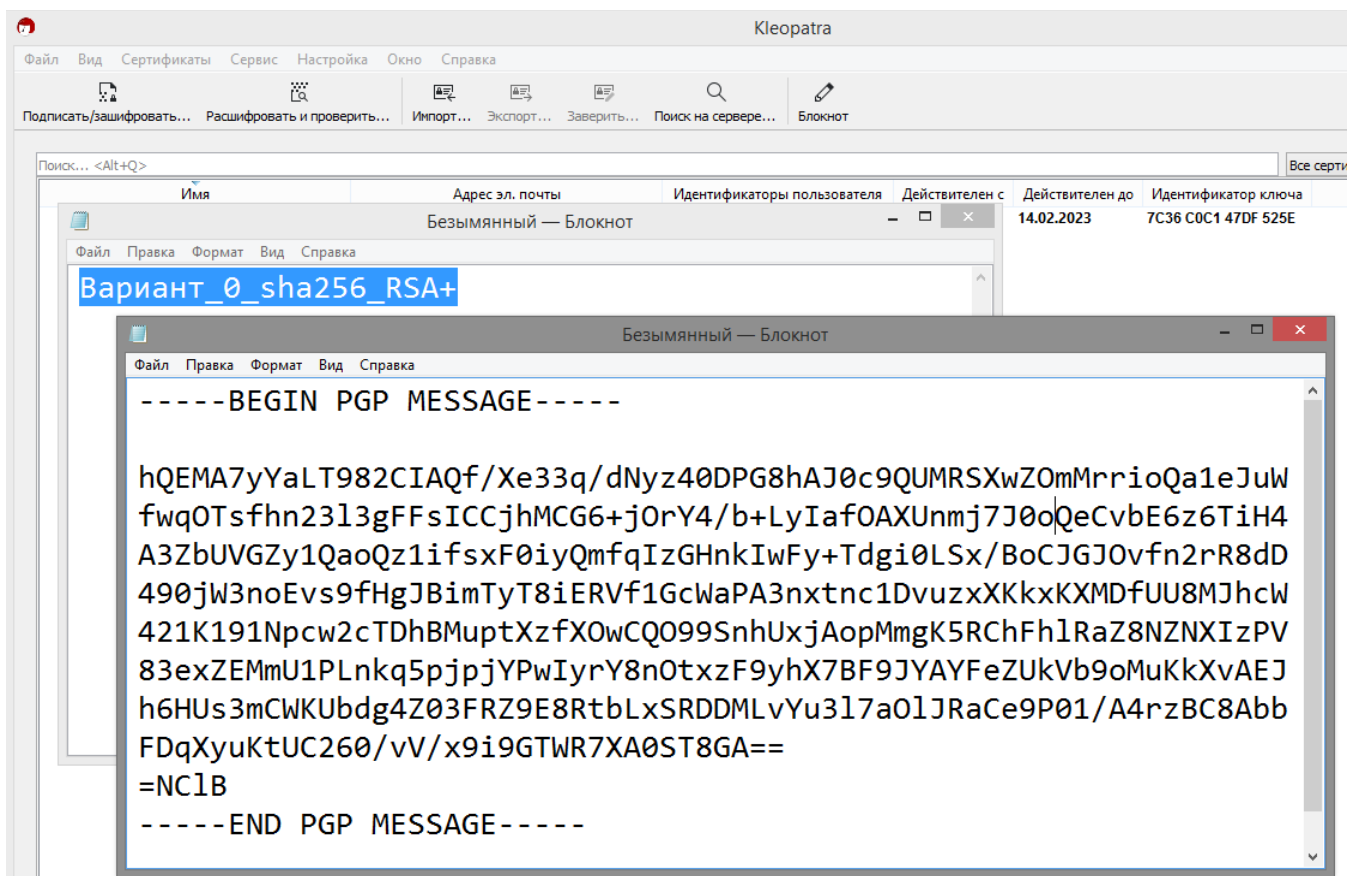 Kleopatra
Файл Вид Сертификаты Сервис Настройка Окно Справка
Подписать/зашифровать... Расшифровать и проверить... Импорт... Экспорт... Заверить... Поиск на сервере... Блокнот
Поиск... <Alt+Q> Все серти
Имя Адрес эл. почты Идентификаторы пользователя Действителен с Действителен до Идентификатор ключа
14.02.2023 7C36 C0C1 47DF 525E
Безымянный — Блокнот
Файл Правка Формат Вид Справка
Вариант_0_sha256_RSA+
Безымянный — Блокнот
Файл Правка Формат Вид Справка
-----BEGIN PGP MESSAGE-----
hQEMA7yYaLT982CIAQf/Xe33q/dNyz40DPG8hAJ0c9QUMRSXwZOmMrrioQa1eJuW
fwqOTsfhn23l3gFFsICCjhMCG6+jOrY4/b+LyIafOAXUnmj7J0oQeCvbE6z6TiH4
A3ZbUVGZy1QaoQz1ifsxF0iyQmfqIzGHnkIwFy+Tdgi0LSx/BoCJGJOvfn2rR8dD
490jW3noEvs9fHgJBimTyT8iERVf1GcWaPA3nxtnc1DvuzxXKkxKXMDfUU8MJhcW
421K191Npcw2cTDhBMuptXzfXOwCQO99SnhUxjAopMmgK5RChFhlRaZ8NZNXIzPV
83exZEMmU1PLnkq5pjpjYPwIyrY8nOtxzF9yhX7BF9JYAYFeZUkVb9oMuKkXvAEJ
h6HUs3mCWKUbdg4Z03FRZ9E8RtbLxSRDDMLvYu3l7aOlJRaCe9P01/A4rzBC8Abb
FDqXyuKtUC260/vV/x9i9GTWR7XA0ST8GA==
=NClB
-----END PGP MESSAGE-----